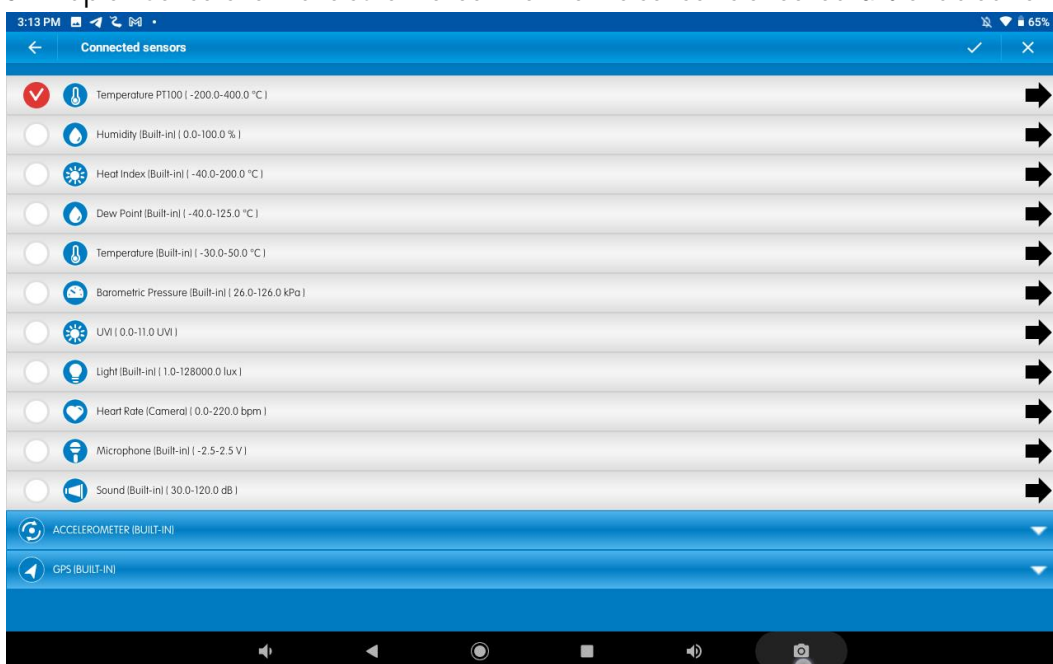 3:13 PM
65%
Connected sensors
Temperature PT100 ( -200.0-400.0 °C )
Humidity (Built-in) ( 0.0-100.0 % )
Heat Index (Built-in) ( -40.0-200.0 °C )
Dew Point (Built-in) ( -40.0-125.0 °C )
Temperature (Built-in) ( -30.0-50.0 °C )
Barometric Pressure (Built-in) ( 26.0-126.0 kPa )
UVI ( 0.0-11.0 UVI )
Light (Built-in) ( 1.0-128000.0 lux )
Heart Rate (Camera) ( 0.0-220.0 bpm )
Microphone (Built-in) ( -2.5-2.5 V )
Sound (Built-in) ( 30.0-120.0 dB )
ACCELEROMETER (BUILT-IN)
GPS (BUILT-IN)